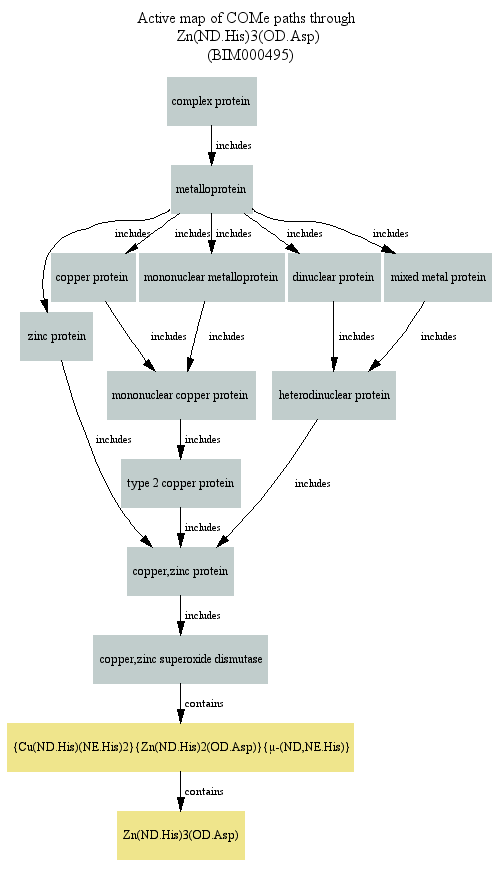 Active map of COMe paths through
Zn(ND.His)3(OD.Asp)
(BIM000495)
complex protein
includes
metalloprotein
includes
includes
includes
includes
includes
copper protein
mononuclear metalloprotein
dinuclear protein
mixed metal protein
zinc protein
includes
includes
includes
includes
mononuclear copper protein
heterodinuclear protein
includes
includes
type 2 copper protein
includes
includes
copper,zinc protein
includes
copper,zinc superoxide dismutase
contains
{Cu(ND.His)(NE.His)2}{Zn(ND.His)2(OD.Asp)}{μ-(ND,NE.His)}
contains
Zn(ND.His)3(OD.Asp)